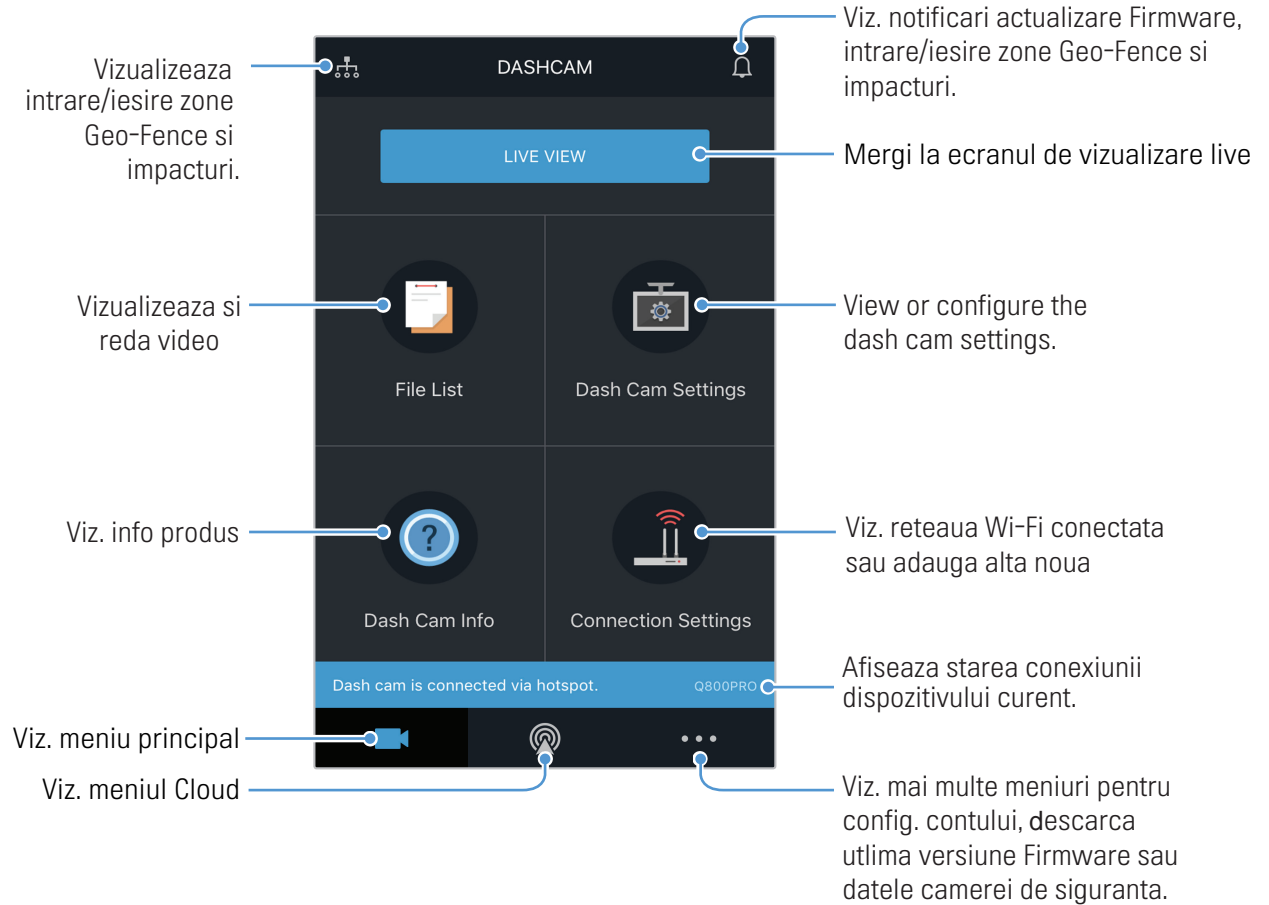 Viz. notificari actualizare Firmware,
intrare/iesire zone Geo-Fence si
impacturi.
Vizualizeaza
intrare/iesire zone
Geo-Fence si
impacturi.
DASHCAM
LIVE VIEW
Mergi la ecranul de vizualizare live
Vizualizeaza si
reda video
View or configure the
dash cam settings.
File List
Dash Cam Settings
Viz. info produs
?
Viz. reteaua Wi-Fi conectata
sau adauga alta noua
Dash Cam Info
Connection Settings
Dash cam is connected via hotspot.
Q800PRO
Afiseaza starea conexiunii
dispozitivului curent.
Viz. meniu principal
Viz. meniul Cloud
Viz. mai multe meniuri pentru
config. contului, descarca
utlima versiune Firmware sau
datele camerei de siguranta.